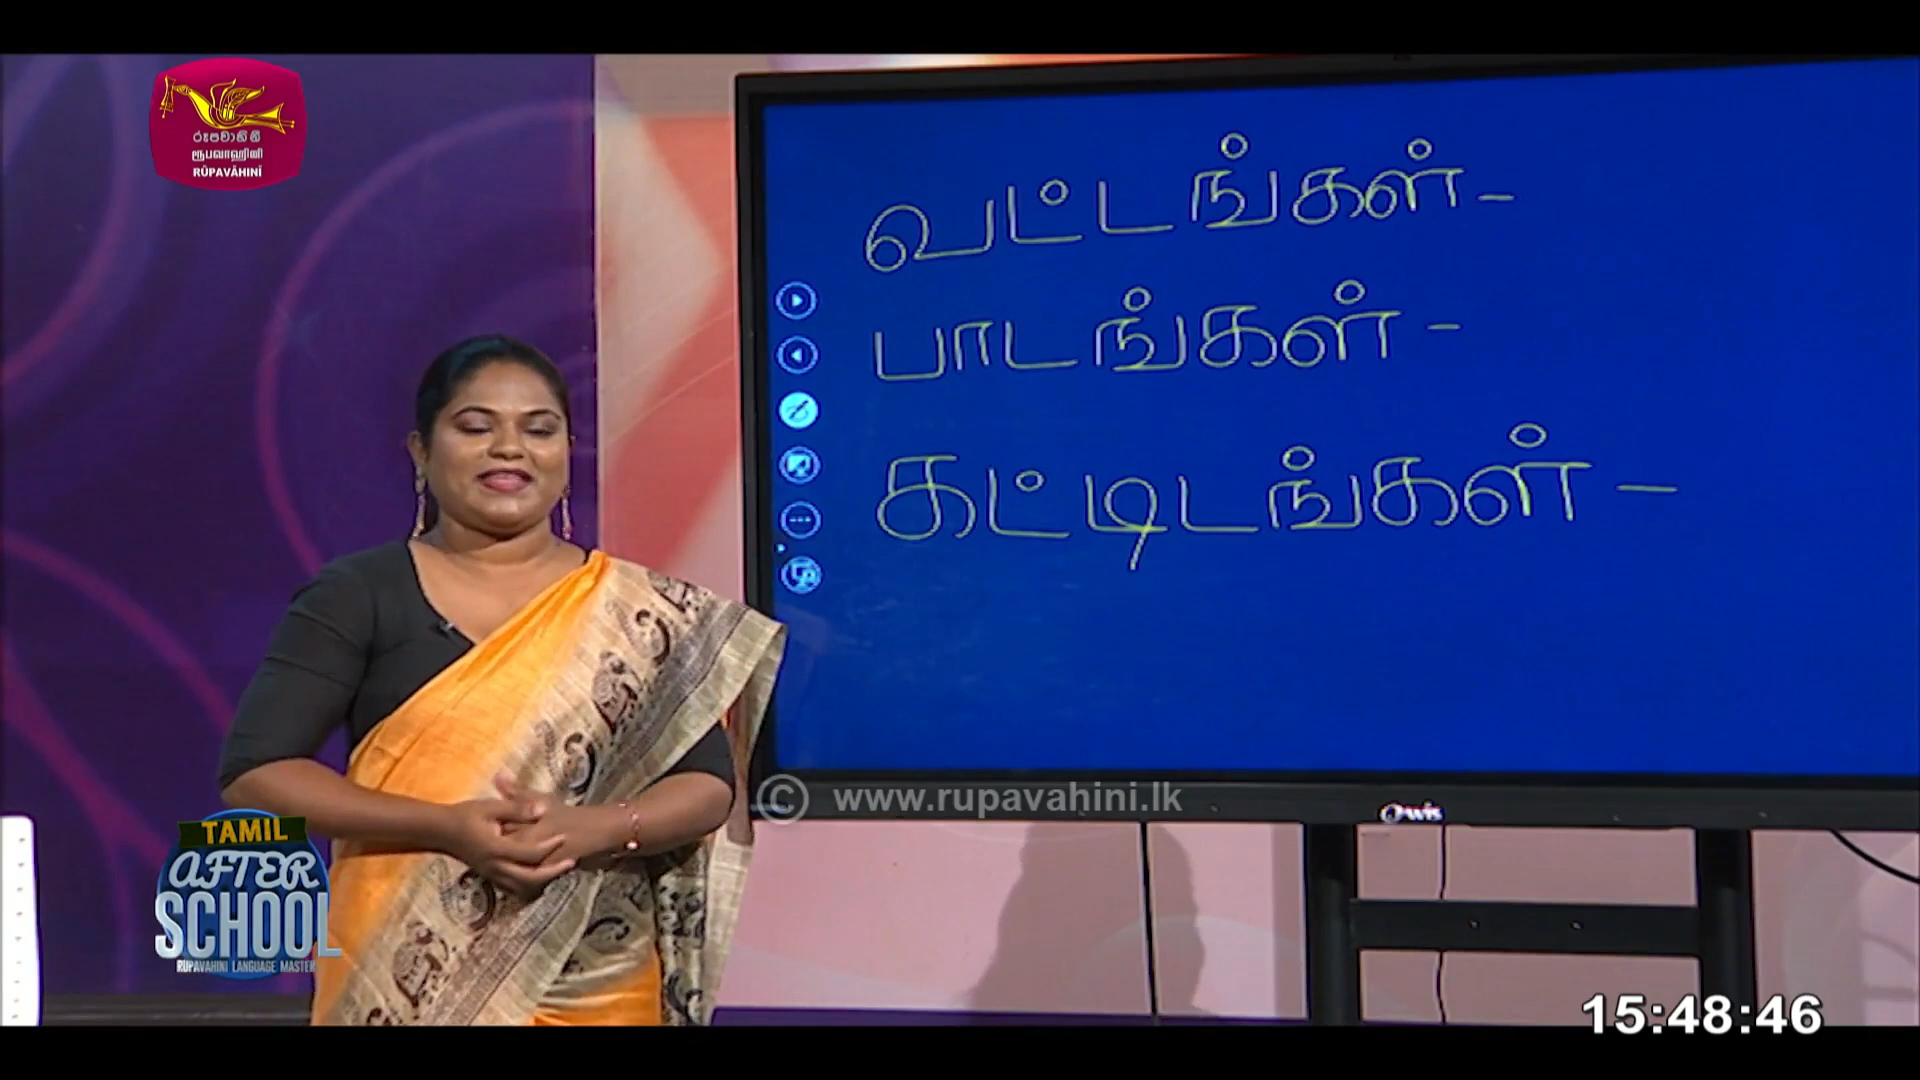 රූපවාහිනී
ரூபவாஹினி
RŪPAVĀHINĪ
வட்டங்கள் -
பாடங்கள் -
கட்டிடங்கள் -
© www.rupavahini.lk
TAMIL
AFTER
SCHOOL
RUPAVAHINI LANGUAGE MASTER
15:48:46